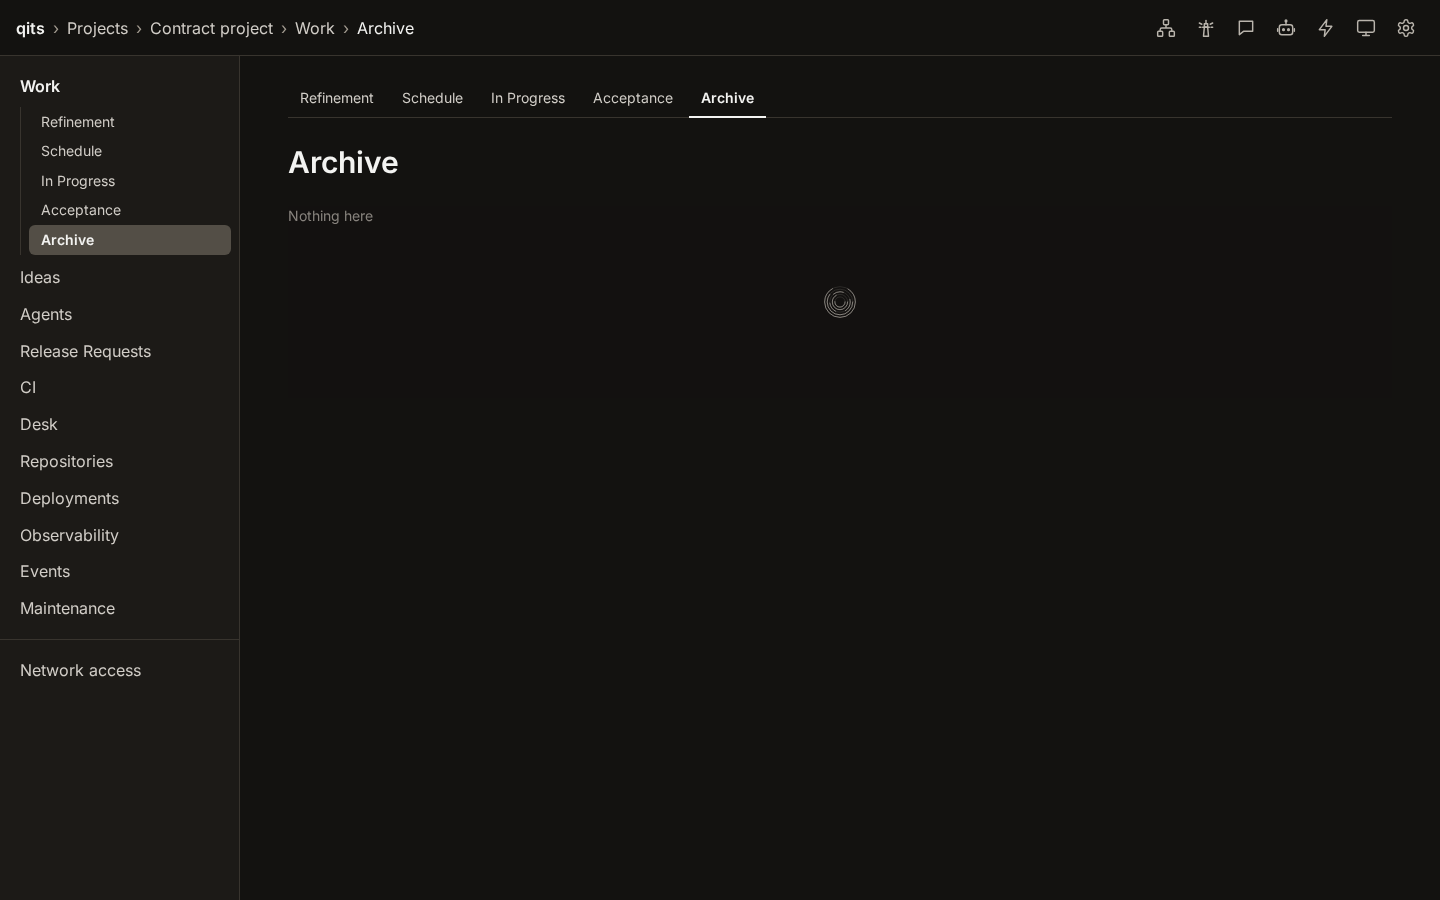 qits › Projects › Contract project › Work › Archive
Work
Refinement
Schedule
In Progress
Acceptance
Archive
Ideas
Agents
Release Requests
CI
Desk
Repositories
Deployments
Observability
Events
Maintenance
Network access
Refinement Schedule In Progress Acceptance Archive
Archive
Nothing here